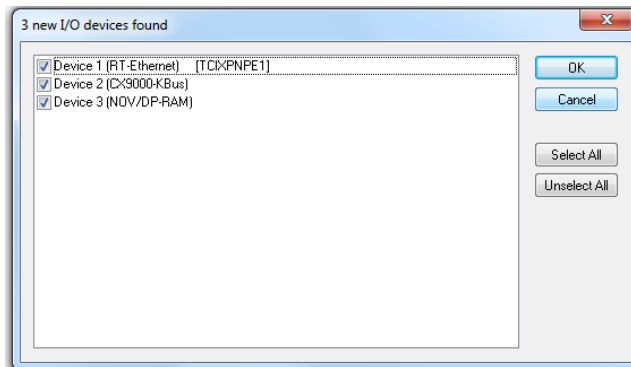 3 new I/O devices found
Device 1 (RT-Ethernet) [TCIXPNPE1]
Device 2 (CX9000-KBus)
Device 3 (NOV/DP-RAM)
OK
Cancel
Select All
Unselect All